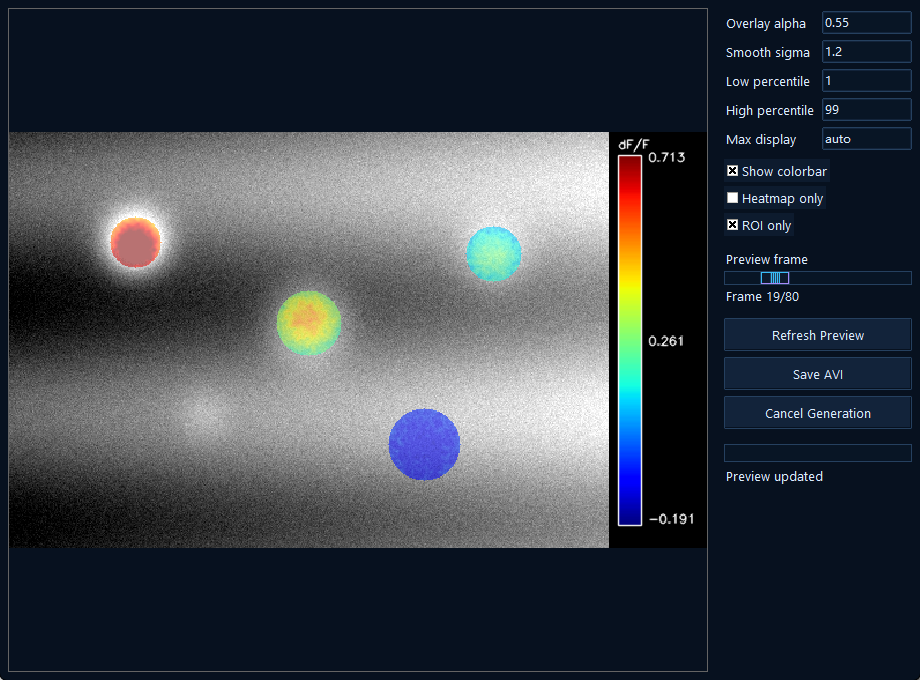 Overlay alpha 0.55
Smooth sigma 1.2
Low percentile 1
High percentile 99
Max display auto
Show colorbar
Heatmap only
ROI only
Preview frame
Frame 19/80
Refresh Preview
Save AVI
Cancel Generation
Preview updated
dF/F
0.713
0.261
-0.191